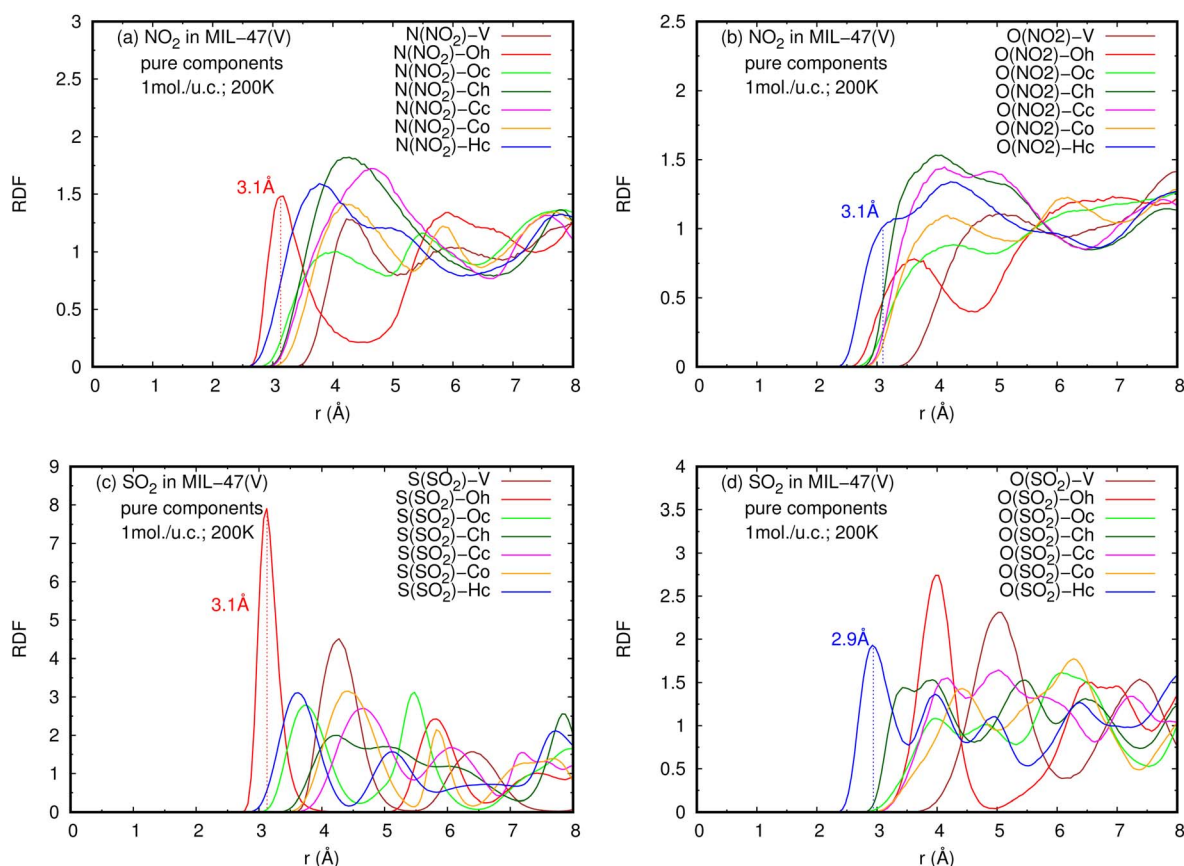 (a) NO₂ in MIL−47(V)
pure components
1mol./u.c.; 200K
N(NO₂)−V
N(NO₂)−Oh
N(NO₂)−Oc
N(NO₂)−Ch
N(NO₂)−Cc
N(NO₂)−Co
N(NO₂)−Hc
3.1Å
RDF
3
2.5
2
1.5
1
0.5
0
0 1 2 3 4 5 6 7 8
r (Å)
(b) NO₂ in MIL−47(V)
pure components
1mol./u.c.; 200K
O(NO2)−V
O(NO2)−Oh
O(NO2)−Oc
O(NO2)−Ch
O(NO2)−Cc
O(NO2)−Co
O(NO2)−Hc
3.1Å
RDF
2.5
2
1.5
1
0.5
0
0 1 2 3 4 5 6 7 8
r (Å)
(c) SO₂ in MIL−47(V)
pure components
1mol./u.c.; 200K
S(SO₂)−V
S(SO₂)−Oh
S(SO₂)−Oc
S(SO₂)−Ch
S(SO₂)−Cc
S(SO₂)−Co
S(SO₂)−Hc
3.1Å
RDF
9
8
7
6
5
4
3
2
1
0
0 1 2 3 4 5 6 7 8
r (Å)
(d) SO₂ in MIL−47(V)
pure components
1mol./u.c.; 200K
O(SO₂)−V
O(SO₂)−Oh
O(SO₂)−Oc
O(SO₂)−Ch
O(SO₂)−Cc
O(SO₂)−Co
O(SO₂)−Hc
2.9Å
RDF
4
3.5
3
2.5
2
1.5
1
0.5
0
0 1 2 3 4 5 6 7 8
r (Å)